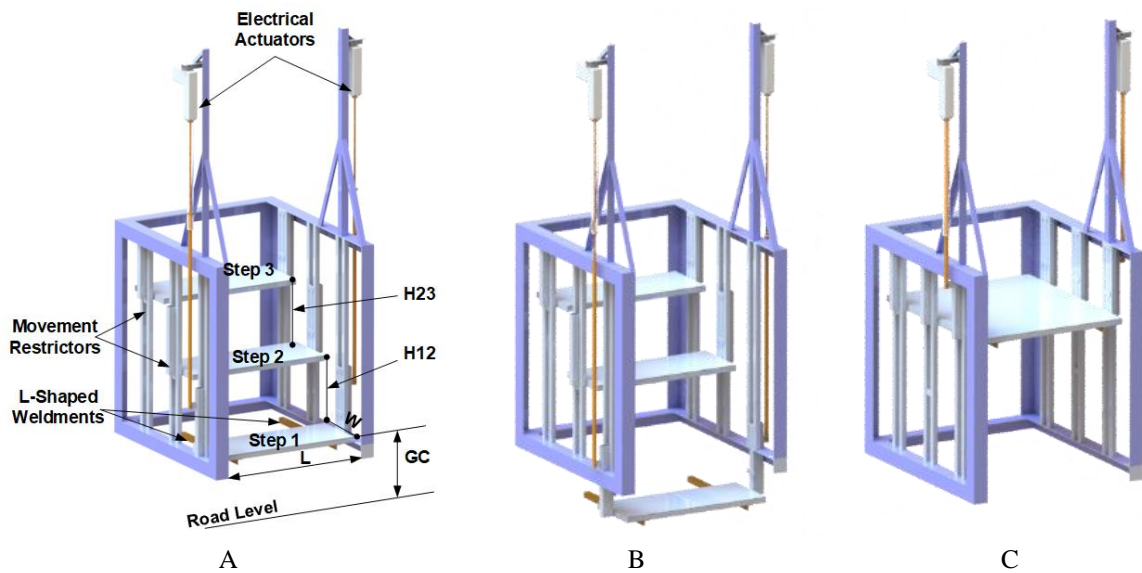 Electrical
Actuators
Step 3
H23
Movement
Restrictors
Step 2
H12
L-Shaped
Weldments
W
Step 1
L
GC
Road Level
A
B
C